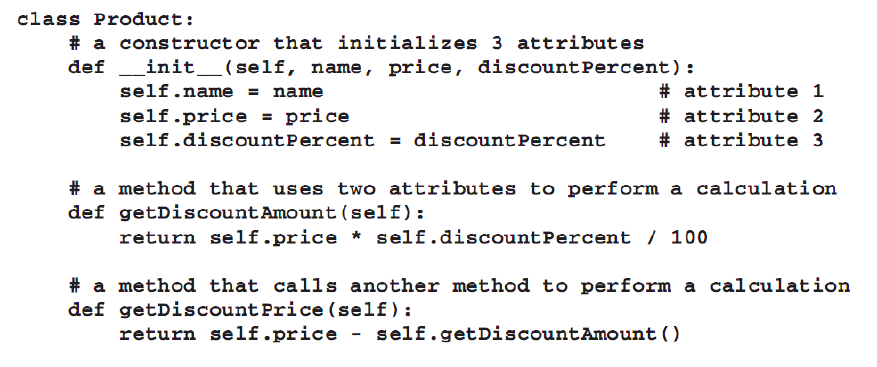 class Product:
    # a constructor that initializes 3 attributes
    def __init__(self, name, price, discountPercent):
        self.name = name                          # attribute 1
        self.price = price                        # attribute 2
        self.discountPercent = discountPercent    # attribute 3

    # a method that uses two attributes to perform a calculation
    def getDiscountAmount(self):
        return self.price * self.discountPercent / 100

    # a method that calls another method to perform a calculation
    def getDiscountPrice(self):
        return self.price - self.getDiscountAmount()